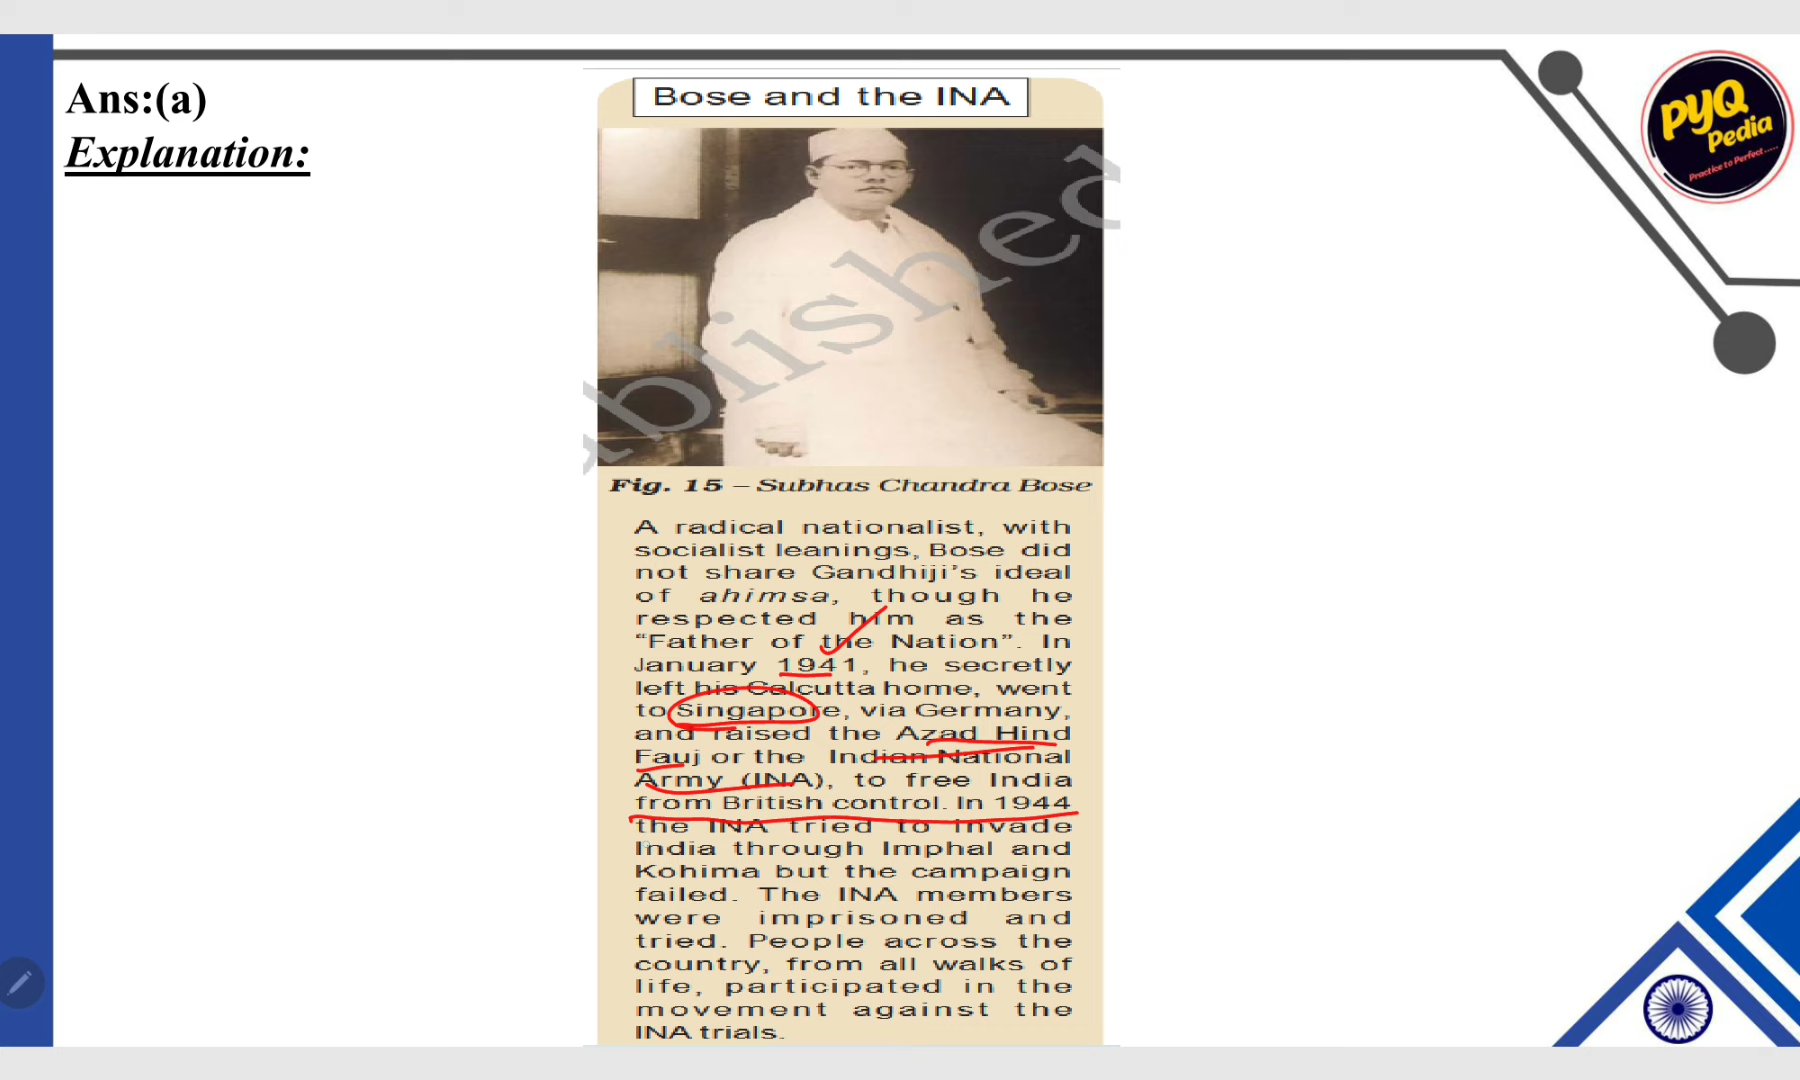 Ans:(a)
Explanation:
Bose and the INA
blished
Fig. 15 – Subhas Chandra Bose
A radical nationalist, with
socialist leanings, Bose did
not share Gandhiji’s ideal
of ahimsa, though he
respected him as the
“Father of the Nation”. In
January 1941, he secretly
left his Calcutta home, went
to Singapore, via Germany,
and raised the Azad Hind
Fauj or the Indian National
Army (INA), to free India
from British control. In 1944
the INA tried to invade
India through Imphal and
Kohima but the campaign
failed. The INA members
were imprisoned and
tried. People across the
country, from all walks of
life, participated in the
movement against the
INA trials.
PYQ
Pedia
Practice to Perfect.....